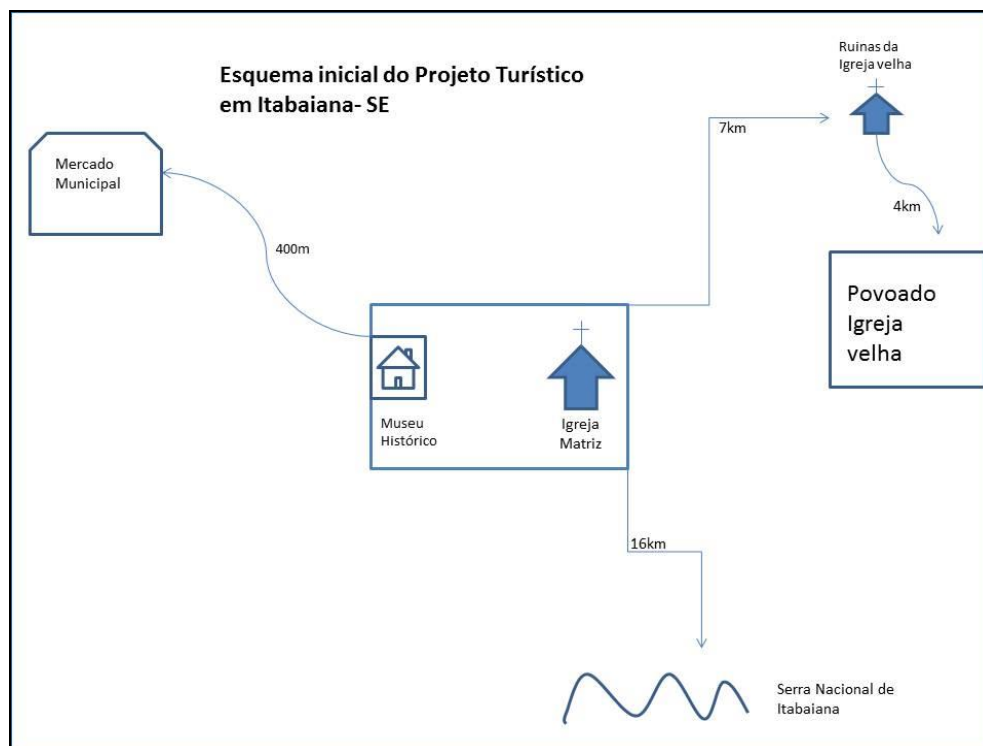 Esquema inicial do Projeto Turístico
em Itabaiana- SE
Ruinas da
Igreja velha
7km
4km
Mercado
Municipal
400m
Povoado
Igreja
velha
Museu
Histórico
Igreja
Matriz
16km
Serra Nacional de
Itabaiana